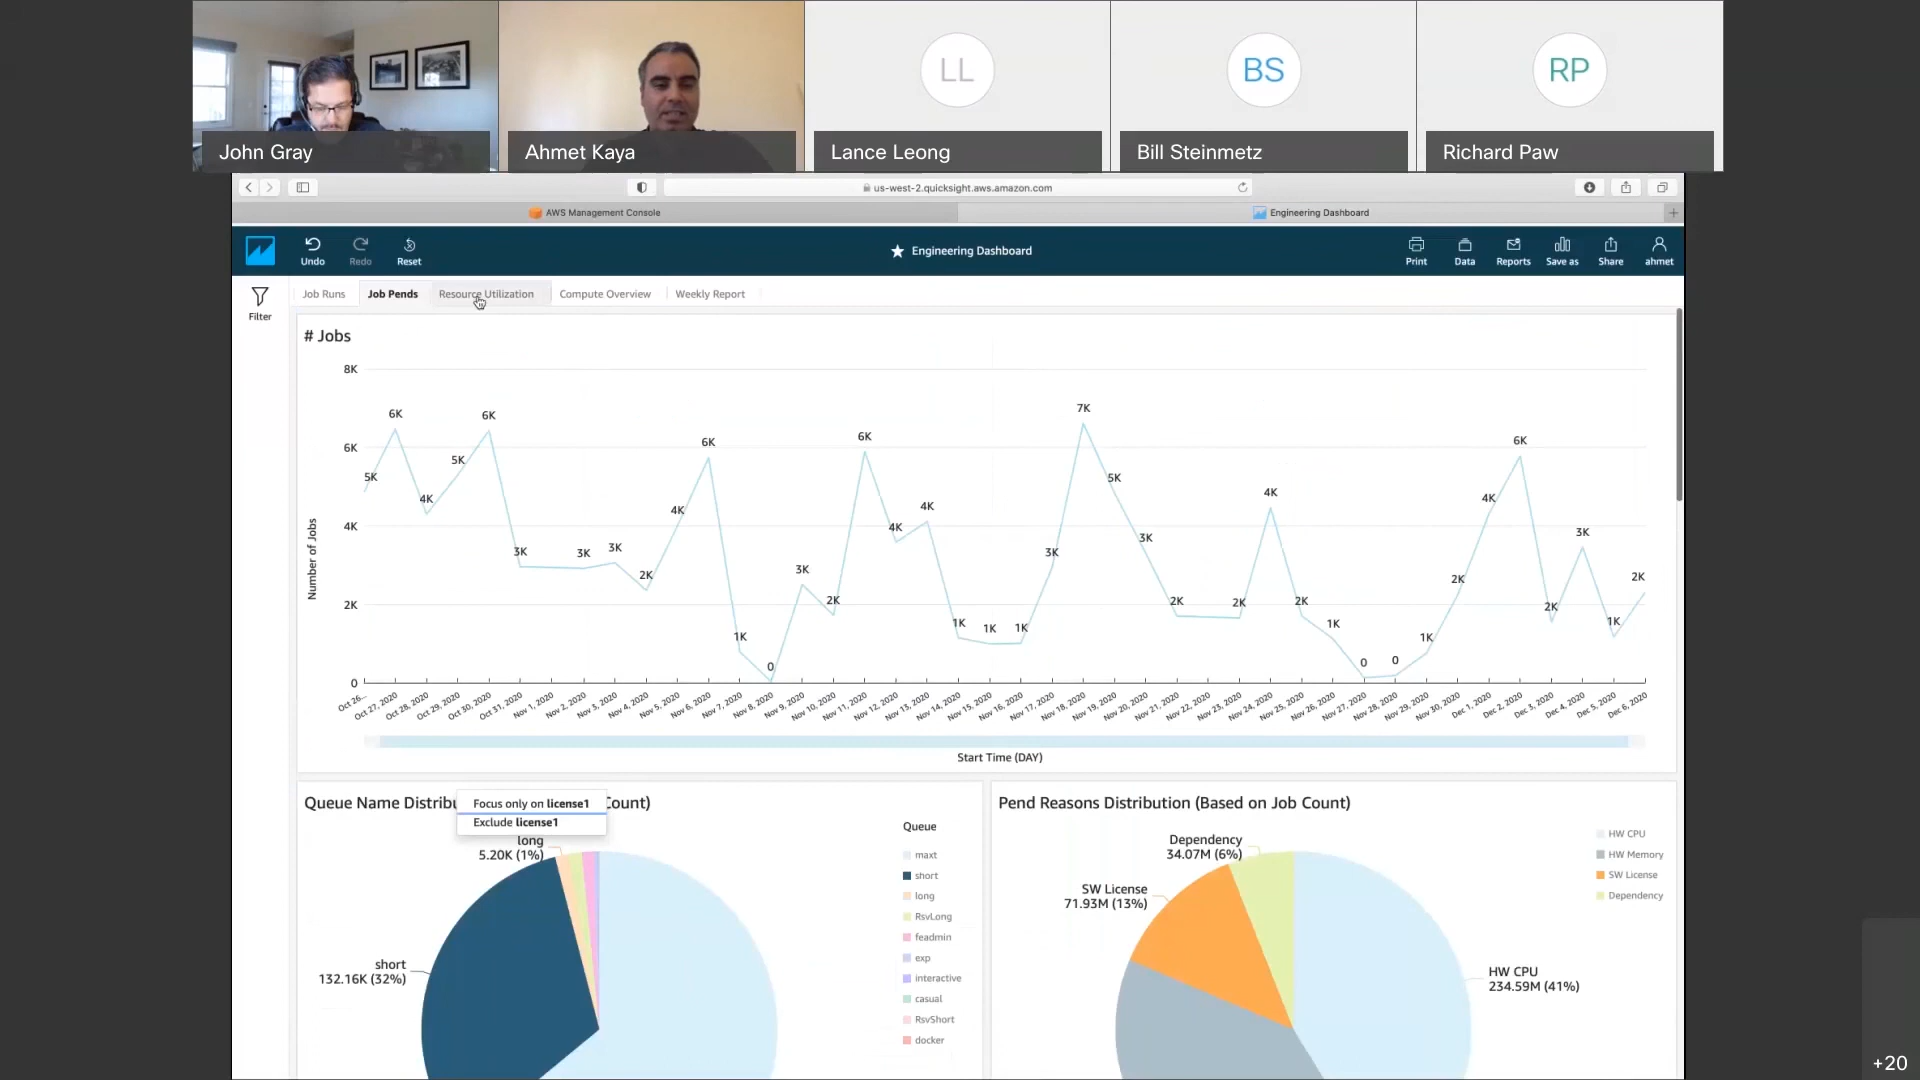 LL
BS
RP
John Gray
Ahmet Kaya
Lance Leong
Bill Steinmetz
Richard Paw
us-west-2.quicksight.aws.amazon.com
AWS Management Console
Engineering Dashboard
Undo
Redo
Reset
Engineering Dashboard
Print
Data
Reports
Save as
Share
ahmet
Filter
Job Runs
Job Pends
Resource Utilization
Compute Overview
Weekly Report
# Jobs
Number of Jobs
8K
6K
4K
2K
0
5K
6K
4K
5K
6K
3K
3K
3K
2K
4K
6K
1K
0
3K
2K
6K
4K
4K
1K
1K
1K
3K
7K
5K
3K
2K
2K
4K
2K
1K
0
0
1K
2K
4K
6K
2K
3K
1K
2K
Oct 26...
Oct 27, 2020
Oct 28, 2020
Oct 29, 2020
Oct 30, 2020
Oct 31, 2020
Nov 1, 2020
Nov 2, 2020
Nov 3, 2020
Nov 4, 2020
Nov 5, 2020
Nov 6, 2020
Nov 7, 2020
Nov 8, 2020
Nov 9, 2020
Nov 10, 2020
Nov 11, 2020
Nov 12, 2020
Nov 13, 2020
Nov 14, 2020
Nov 15, 2020
Nov 16, 2020
Nov 17, 2020
Nov 18, 2020
Nov 19, 2020
Nov 20, 2020
Nov 21, 2020
Nov 22, 2020
Nov 23, 2020
Nov 24, 2020
Nov 25, 2020
Nov 26, 2020
Nov 27, 2020
Nov 28, 2020
Nov 29, 2020
Nov 30, 2020
Dec 1, 2020
Dec 2, 2020
Dec 3, 2020
Dec 4, 2020
Dec 5, 2020
Dec 6, 2020
Start Time (DAY)
Queue Name Distribu Count)
Focus only on license1
Exclude license1
long
5.20K (1%)
short
132.16K (32%)
Queue
maxt
short
long
RsvLong
feadmin
exp
interactive
casual
RsvShort
docker
Pend Reasons Distribution (Based on Job Count)
Dependency
34.07M (6%)
SW License
71.93M (13%)
HW CPU
234.59M (41%)
HW CPU
HW Memory
SW License
Dependency
+20